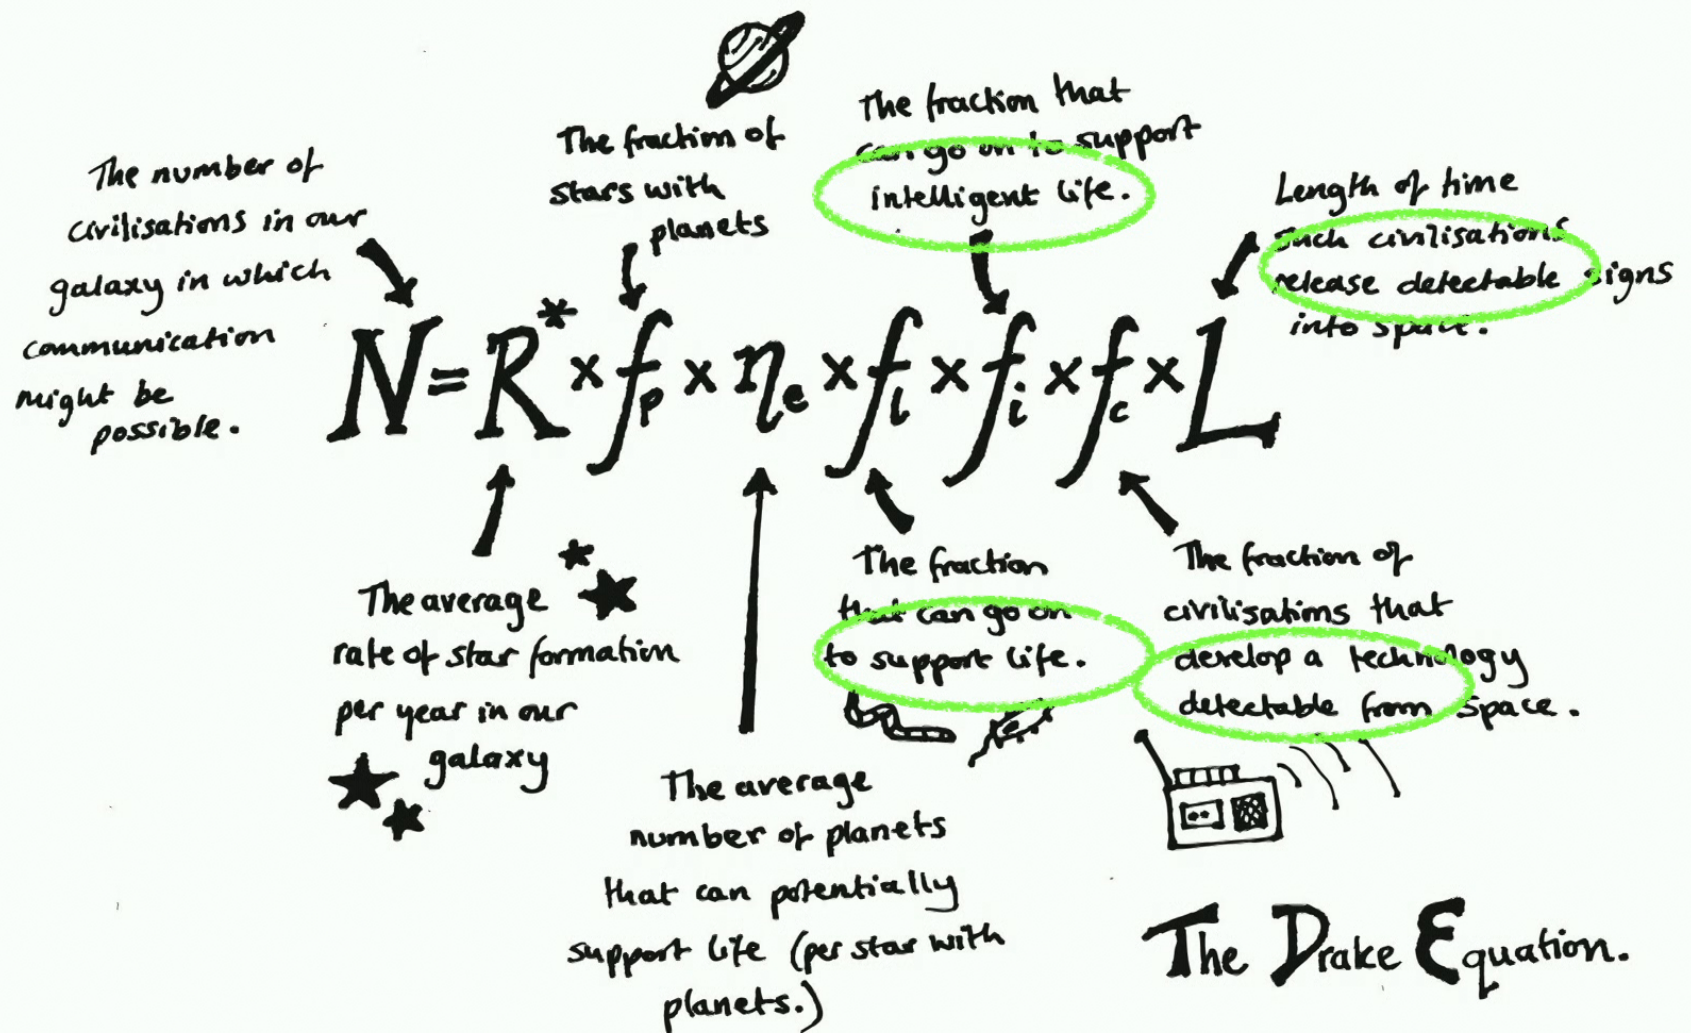 The number of
civilisations in our
galaxy in which
communication
might be
possible.
The fraction of
stars with
planets
The fraction that
can go on to support
intelligent life.
Length of time
such civilisations
release detectable signs
into space.
N = R* × fp × ηe × fl × fi × fc × L
The average
rate of star formation
per year in our
galaxy
The average
number of planets
that can potentially
support life (per star with
planets.)
The fraction
that can go on
to support life.
The fraction of
civilisations that
develop a technology
detectable from space.
The Drake Equation.